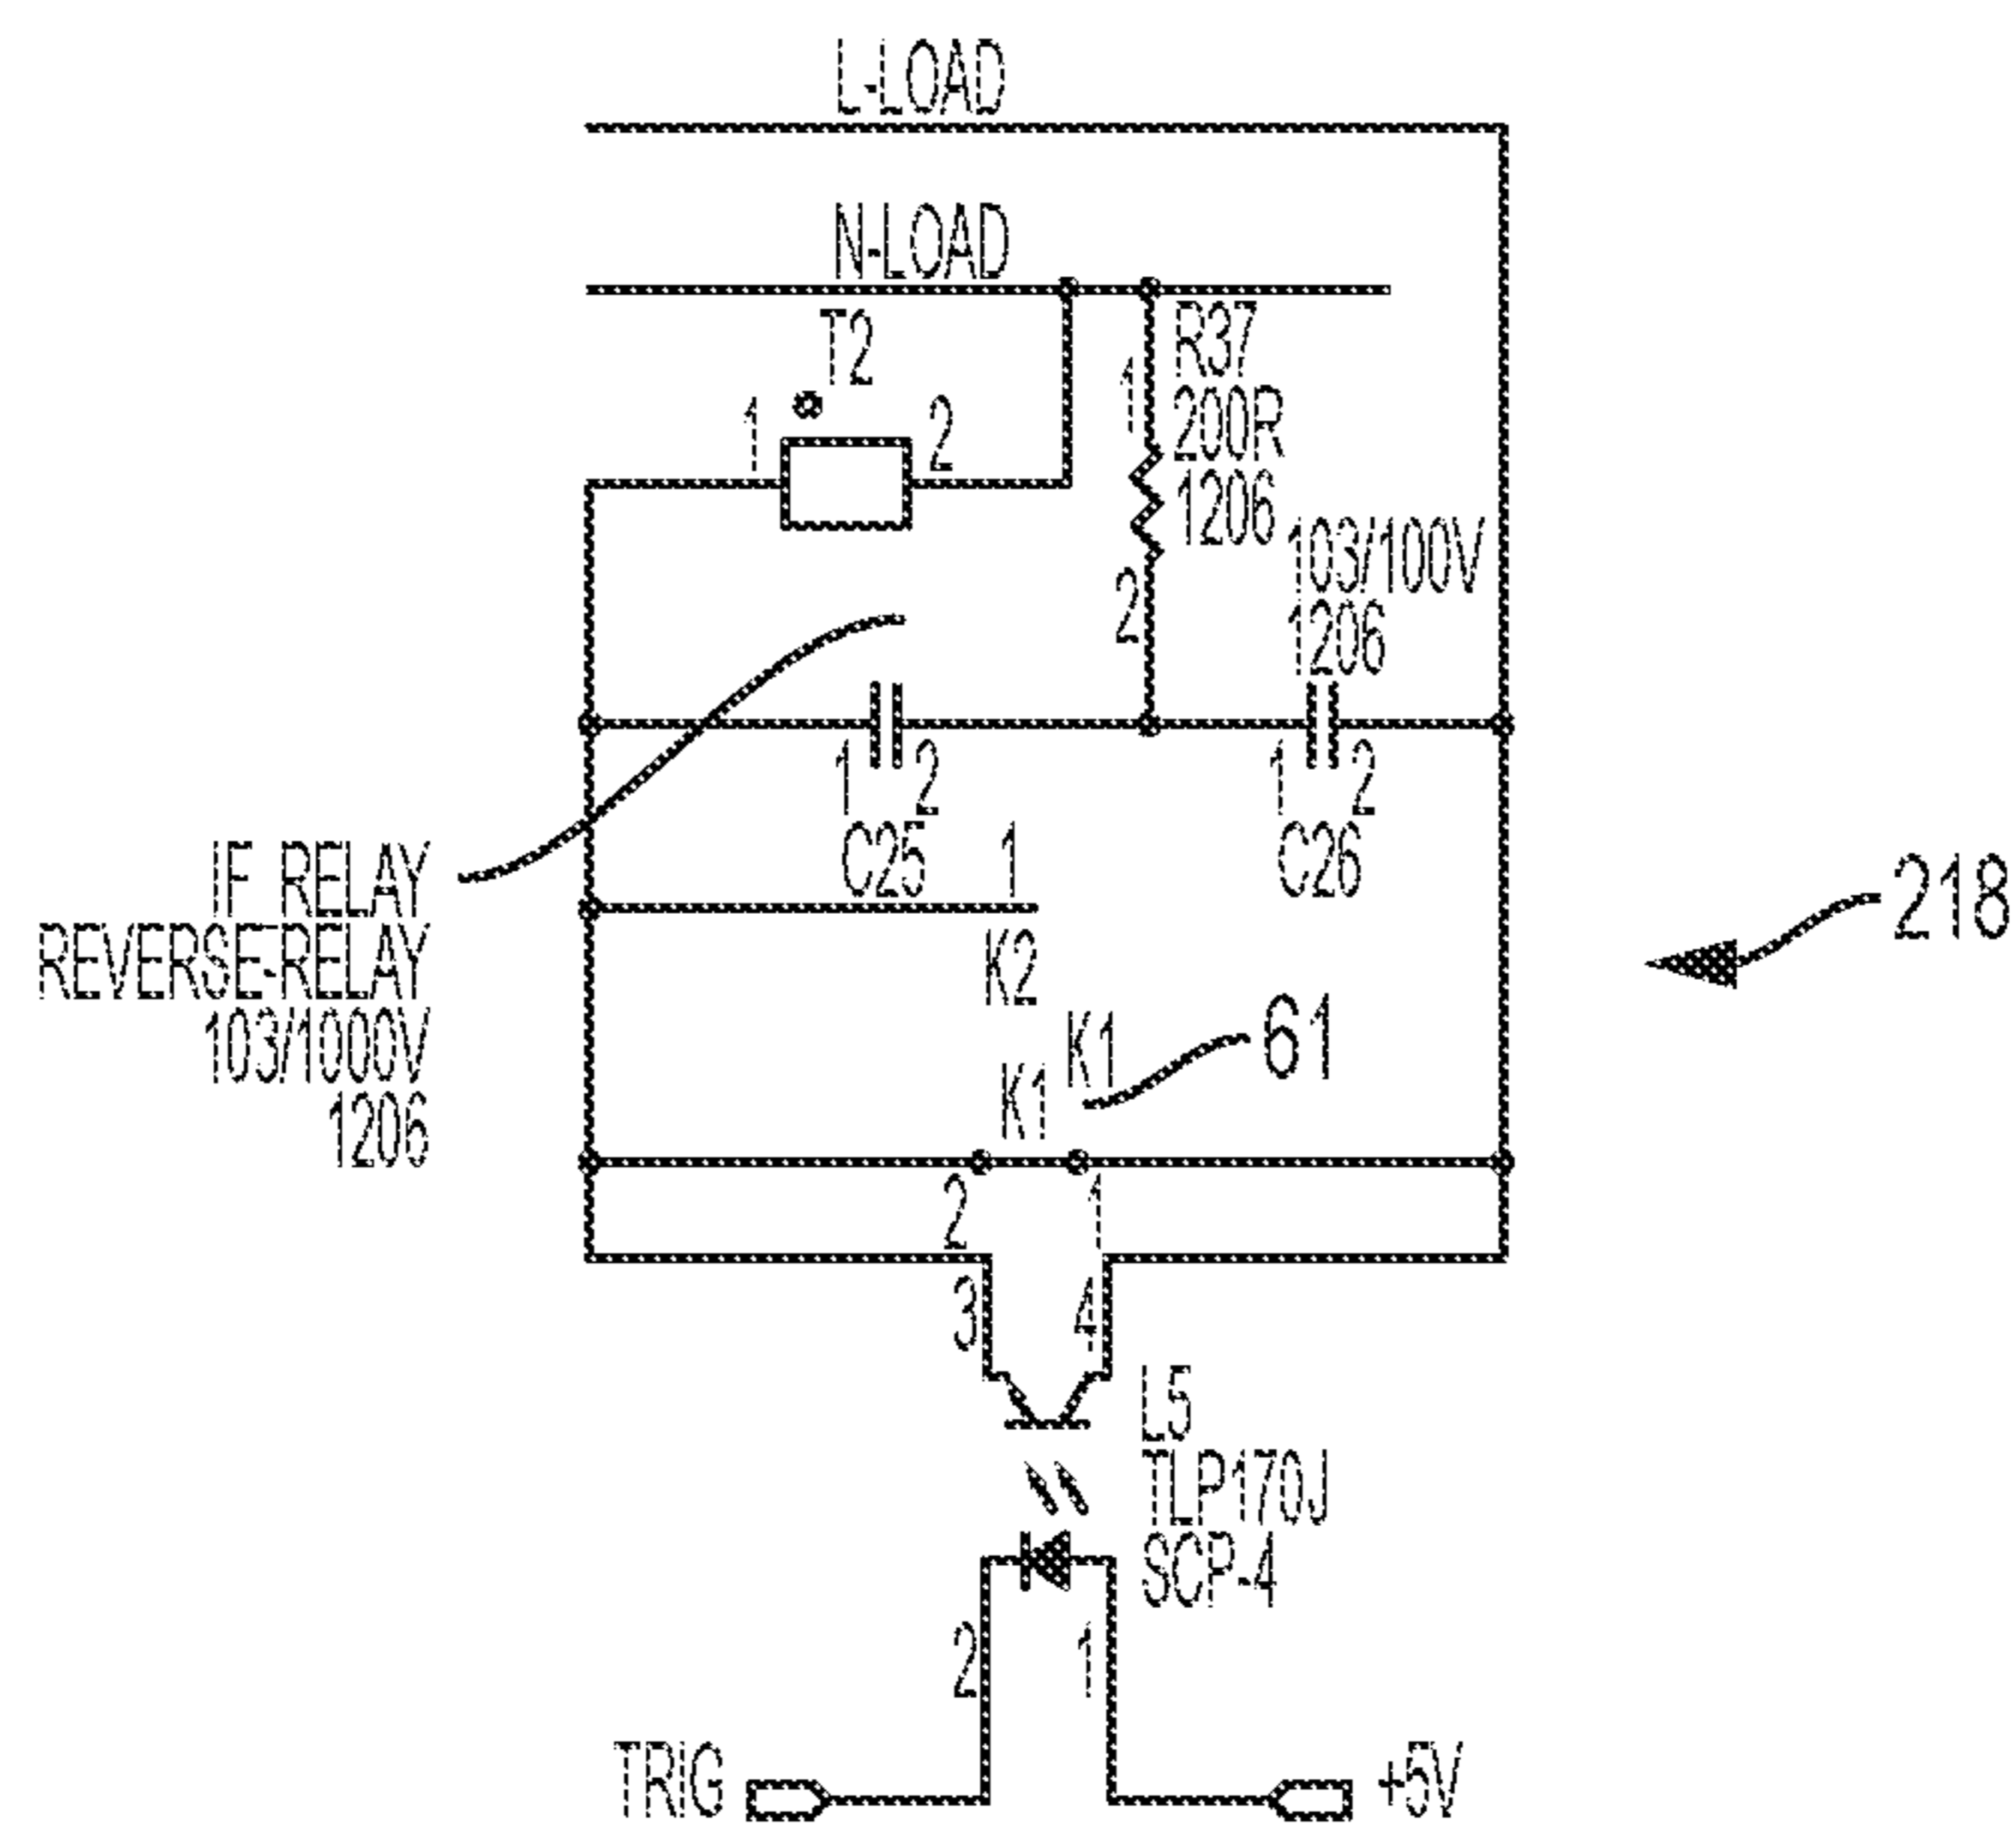 L-LOAD
N-LOAD
T2
1
2
1
R37
200R
1206
2
103/100V
1206
1
2
C25
1
2
C26
IF RELAY
REVERSE-RELAY
103/1000V
1206
1
K2
218
K1
K1
61
2
1
3
4
L5
TLP170J
SCP-4
2
1
TRIG
+5V